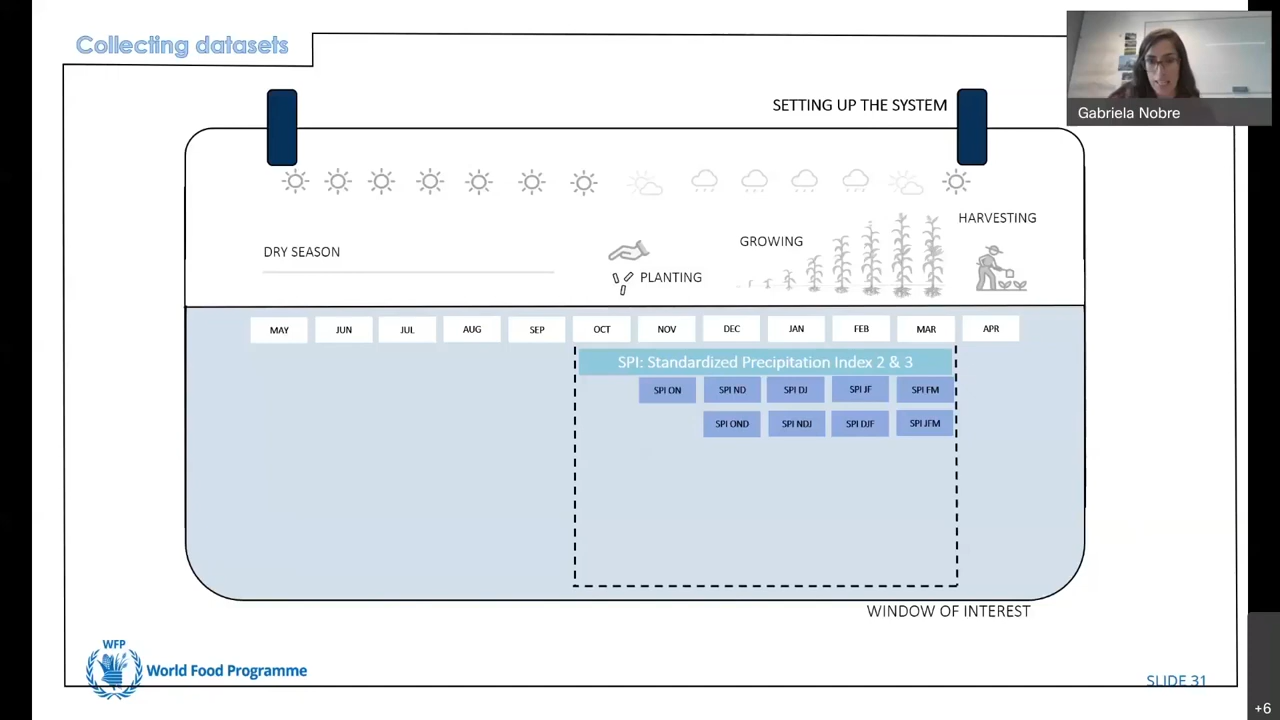 Collecting datasets
SETTING UP THE SYSTEM
Gabriela Nobre
HARVESTING
GROWING
DRY SEASON
PLANTING
MAY JUN JUL AUG SEP OCT NOV DEC JAN FEB MAR APR
SPI: Standardized Precipitation Index 2 & 3
SPI ON SPI ND SPI DJ SPI JF SPI FM
SPI OND SPI NDJ SPI DJF SPI JFM
WINDOW OF INTEREST
WFP
World Food Programme
SLIDE 31
+6